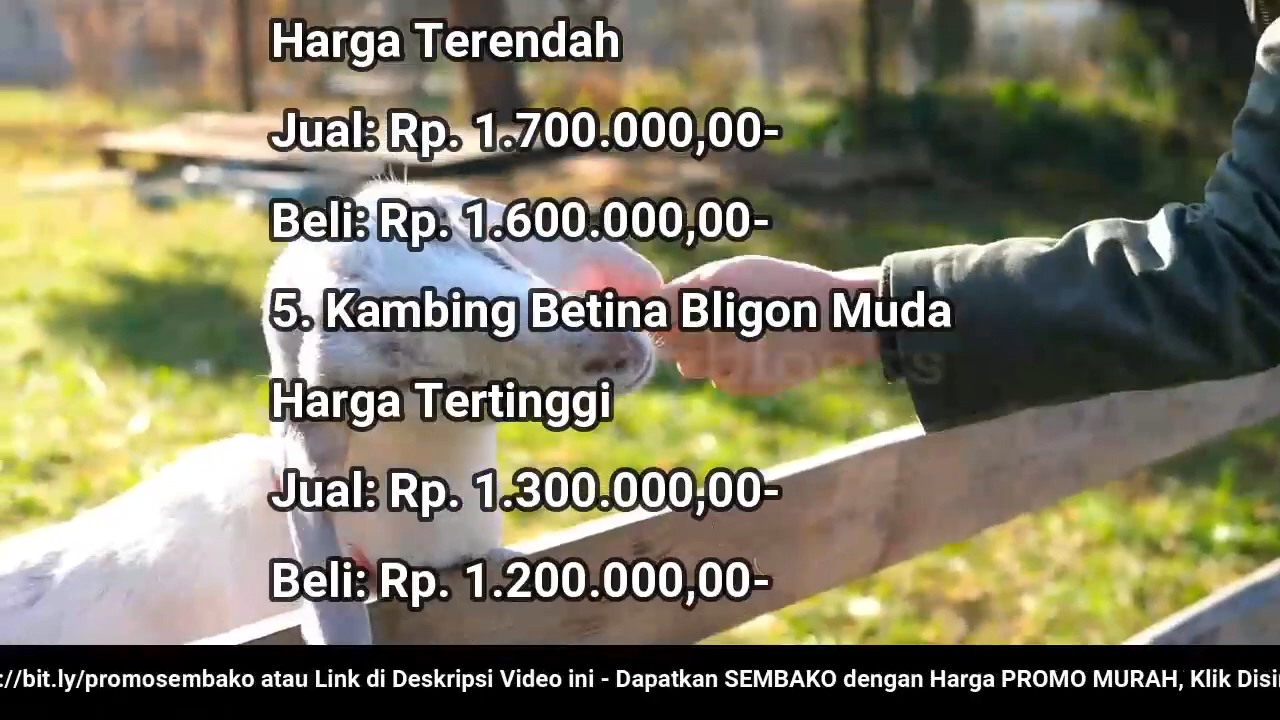 Harga Terendah
Jual: Rp. 1.700.000,00-
Beli: Rp. 1.600.000,00-
5. Kambing Betina Bligon Muda
Harga Tertinggi
Jual: Rp. 1.300.000,00-
Beli: Rp. 1.200.000,00-
://bit.ly/promosembako atau Link di Deskripsi Video ini - Dapatkan SEMBAKO dengan Harga PROMO MURAH, Klik Disi